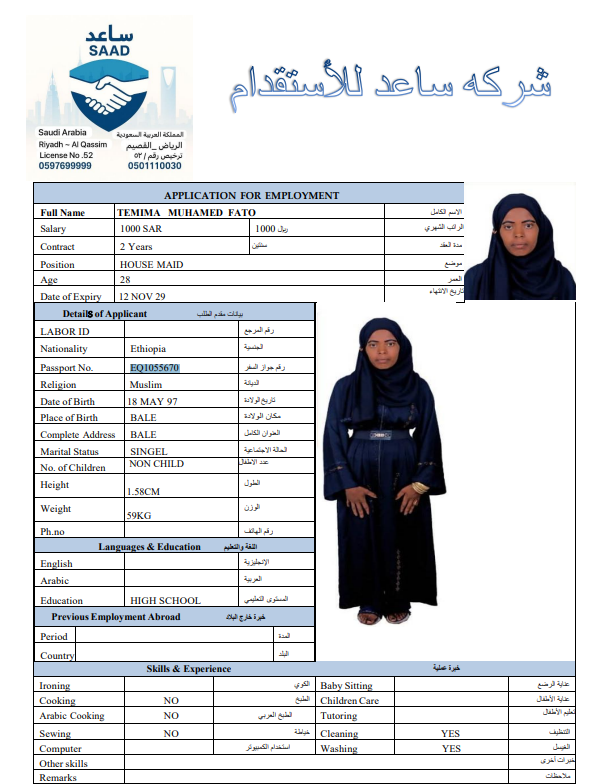 ساعد
SAAD
Saudi Arabia المملكة العربية السعودية
Riyadh ~ Al Qassim الرياض _القصيم
License No .52 ترخيص رقم / ٥٢
0597699999 0501110030
شركه ساعد للأستقدام
APPLICATION FOR EMPLOYMENT
Full Name TEMIMA MUHAMED FATO الاسم الكامل
Salary 1000 SAR 1000 ريال الراتب الشهري
Contract 2 Years سنتين مدة العقد
Position HOUSE MAID موضع
Age 28 العمر
Date of Expiry 12 NOV 29 تاريخ الانتهاء
Details of Applicant بيانات مقدم الطلب
LABOR ID رقم المرجع
Nationality Ethiopia الجنسية
Passport No. EQ1055670 رقم جواز السفر
Religion Muslim الديانة
Date of Birth 18 MAY 97 تاريخ الولادة
Place of Birth BALE مكان الولادة
Complete Address BALE العنوان الكامل
Marital Status SINGEL الحالة الاجتماعية
No. of Children NON CHILD عدد الاطفال
Height 1.58CM الطول
Weight 59KG الوزن
Ph.no رقم الهاتف
Languages & Education اللغة والتعليم
English الإنجليزية
Arabic العربية
Education HIGH SCHOOL المستوى التعليمي
Previous Employment Abroad خبرة خارج البلاد
Period المدة
Country البلد
Skills & Experience خبرة عملية
Ironing الكوي Baby Sitting عناية الرضع
Cooking NO الطبخ Children Care عناية الأطفال
Arabic Cooking NO الطبخ العربي Tutoring تعليم الأطفال
Sewing NO خياطة Cleaning YES التنظيف
Computer استخدام الكمبيوتر Washing YES الغسيل
Other skills خبرات أخرى
Remarks ملاحظات